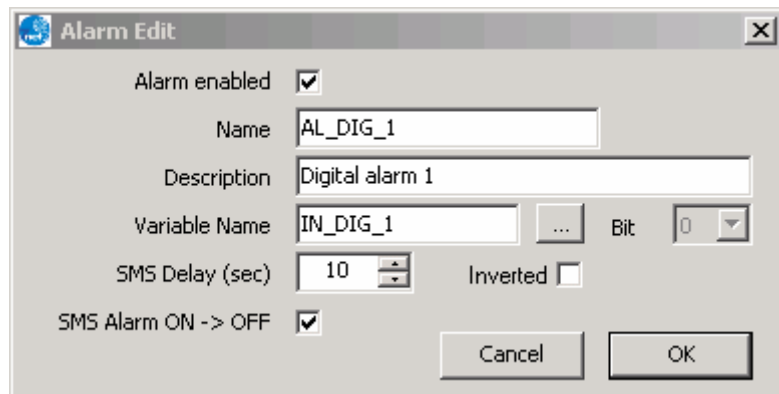 Alarm Edit
Alarm enabled
Name AL_DIG_1
Description Digital alarm 1
Variable Name IN_DIG_1 ... Bit 0
SMS Delay (sec) 10 Inverted
SMS Alarm ON -> OFF
Cancel OK